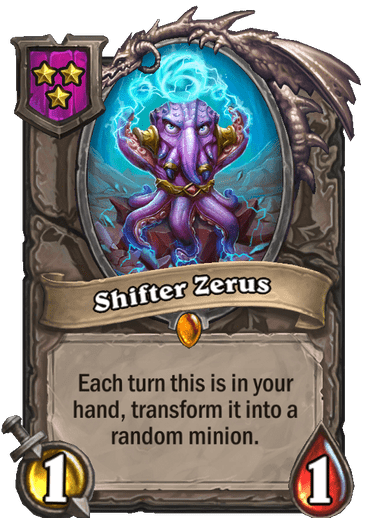 Shifter Zerus
Each turn this is in your
hand, transform it into a
random minion.
1
1